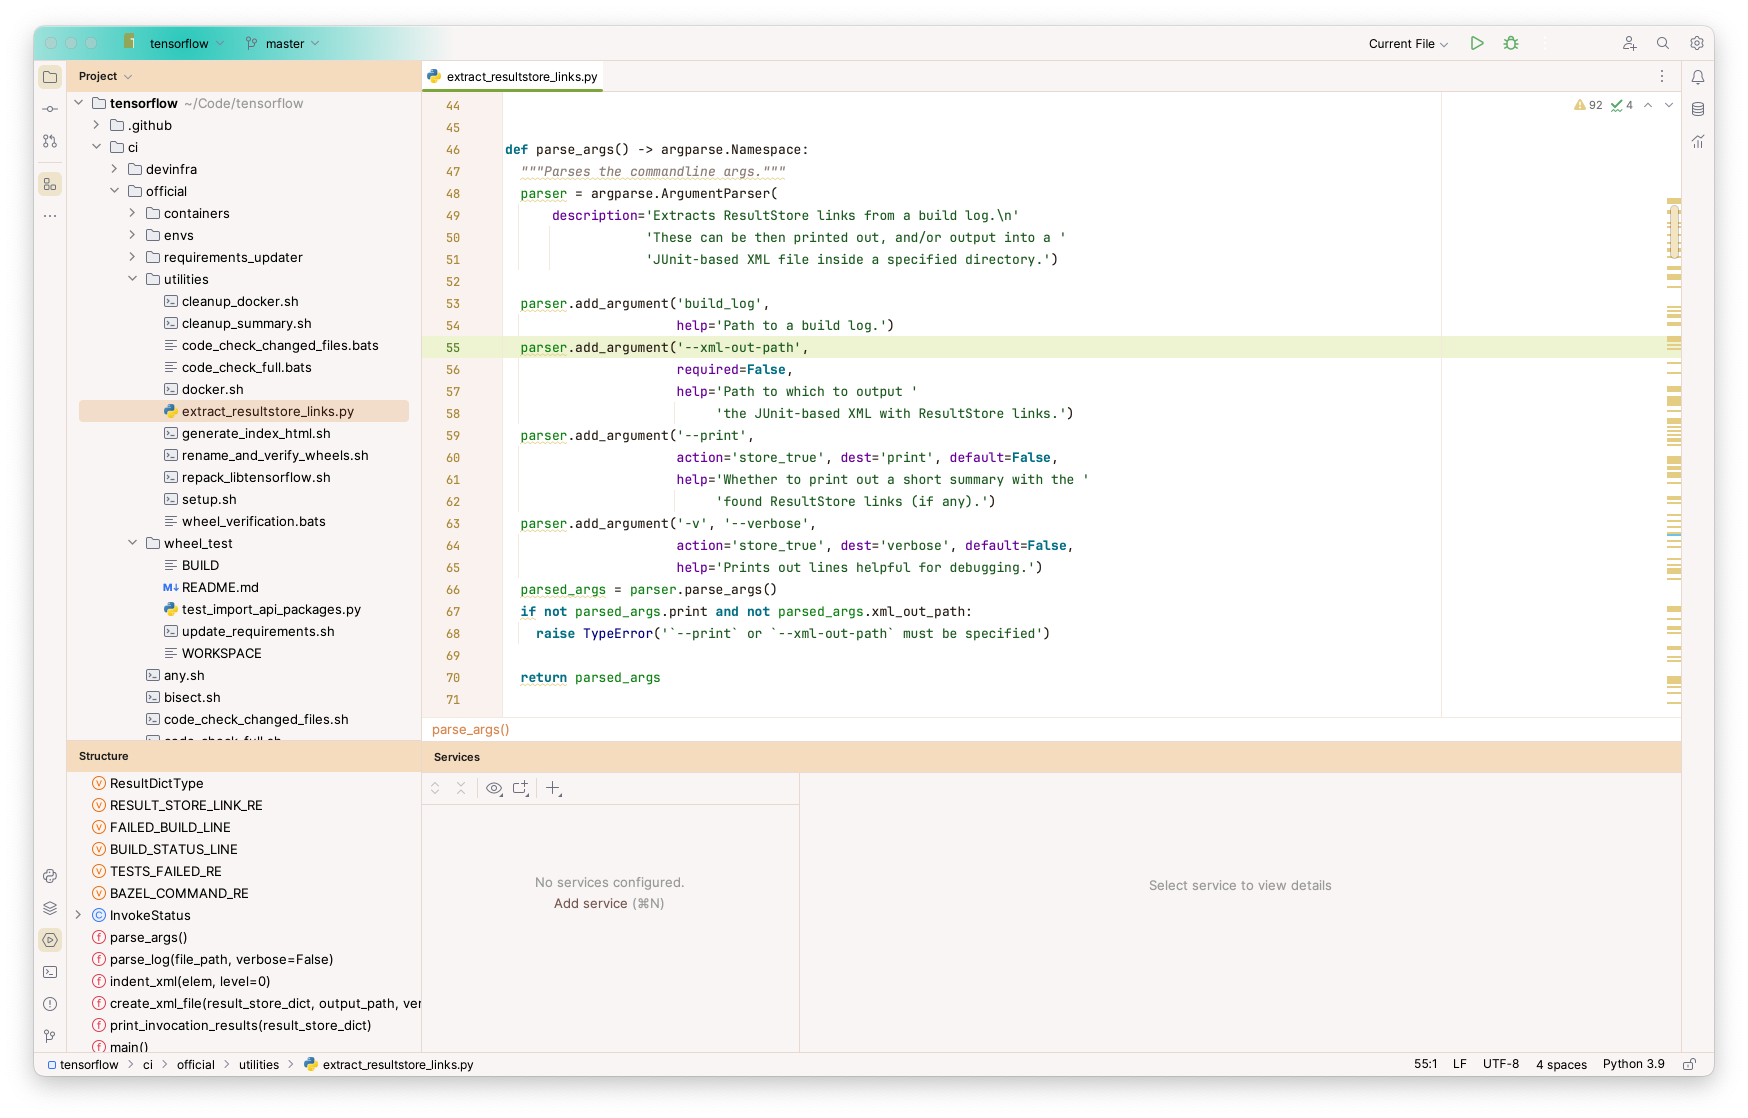 tensorflow
master
Current File
Project
tensorflow ~/Code/tensorflow
.github
ci
devinfra
official
containers
envs
requirements_updater
utilities
cleanup_docker.sh
cleanup_summary.sh
code_check_changed_files.bats
code_check_full.bats
docker.sh
extract_resultstore_links.py
generate_index_html.sh
rename_and_verify_wheels.sh
repack_libtensorflow.sh
setup.sh
wheel_verification.bats
wheel_test
BUILD
M↓ README.md
test_import_api_packages.py
update_requirements.sh
WORKSPACE
any.sh
bisect.sh
code_check_changed_files.sh
code_check_full.sh
extract_resultstore_links.py
92 4
44
45
46 def parse_args() -> argparse.Namespace:
47 """Parses the commandline args."""
48 parser = argparse.ArgumentParser(
49 description='Extracts ResultStore links from a build log.\n'
50 'These can be then printed out, and/or output into a '
51 'JUnit-based XML file inside a specified directory.')
52
53 parser.add_argument('build_log',
54 help='Path to a build log.')
55 parser.add_argument('--xml-out-path',
56 required=False,
57 help='Path to which to output '
58 'the JUnit-based XML with ResultStore links.')
59 parser.add_argument('--print',
60 action='store_true', dest='print', default=False,
61 help='Whether to print out a short summary with the '
62 'found ResultStore links (if any).')
63 parser.add_argument('-v', '--verbose',
64 action='store_true', dest='verbose', default=False,
65 help='Prints out lines helpful for debugging.')
66 parsed_args = parser.parse_args()
67 if not parsed_args.print and not parsed_args.xml_out_path:
68 raise TypeError('`--print` or `--xml-out-path` must be specified')
69
70 return parsed_args
71
parse_args()
Structure
V ResultDictType
V RESULT_STORE_LINK_RE
V FAILED_BUILD_LINE
V BUILD_STATUS_LINE
V TESTS_FAILED_RE
V BAZEL_COMMAND_RE
C InvokeStatus
f parse_args()
f parse_log(file_path, verbose=False)
f indent_xml(elem, level=0)
f create_xml_file(result_store_dict, output_path, ver
f print_invocation_results(result_store_dict)
f main()
Services
No services configured.
Add service (⌘N)
Select service to view details
tensorflow > ci > official > utilities > extract_resultstore_links.py
55:1 LF UTF-8 4 spaces Python 3.9